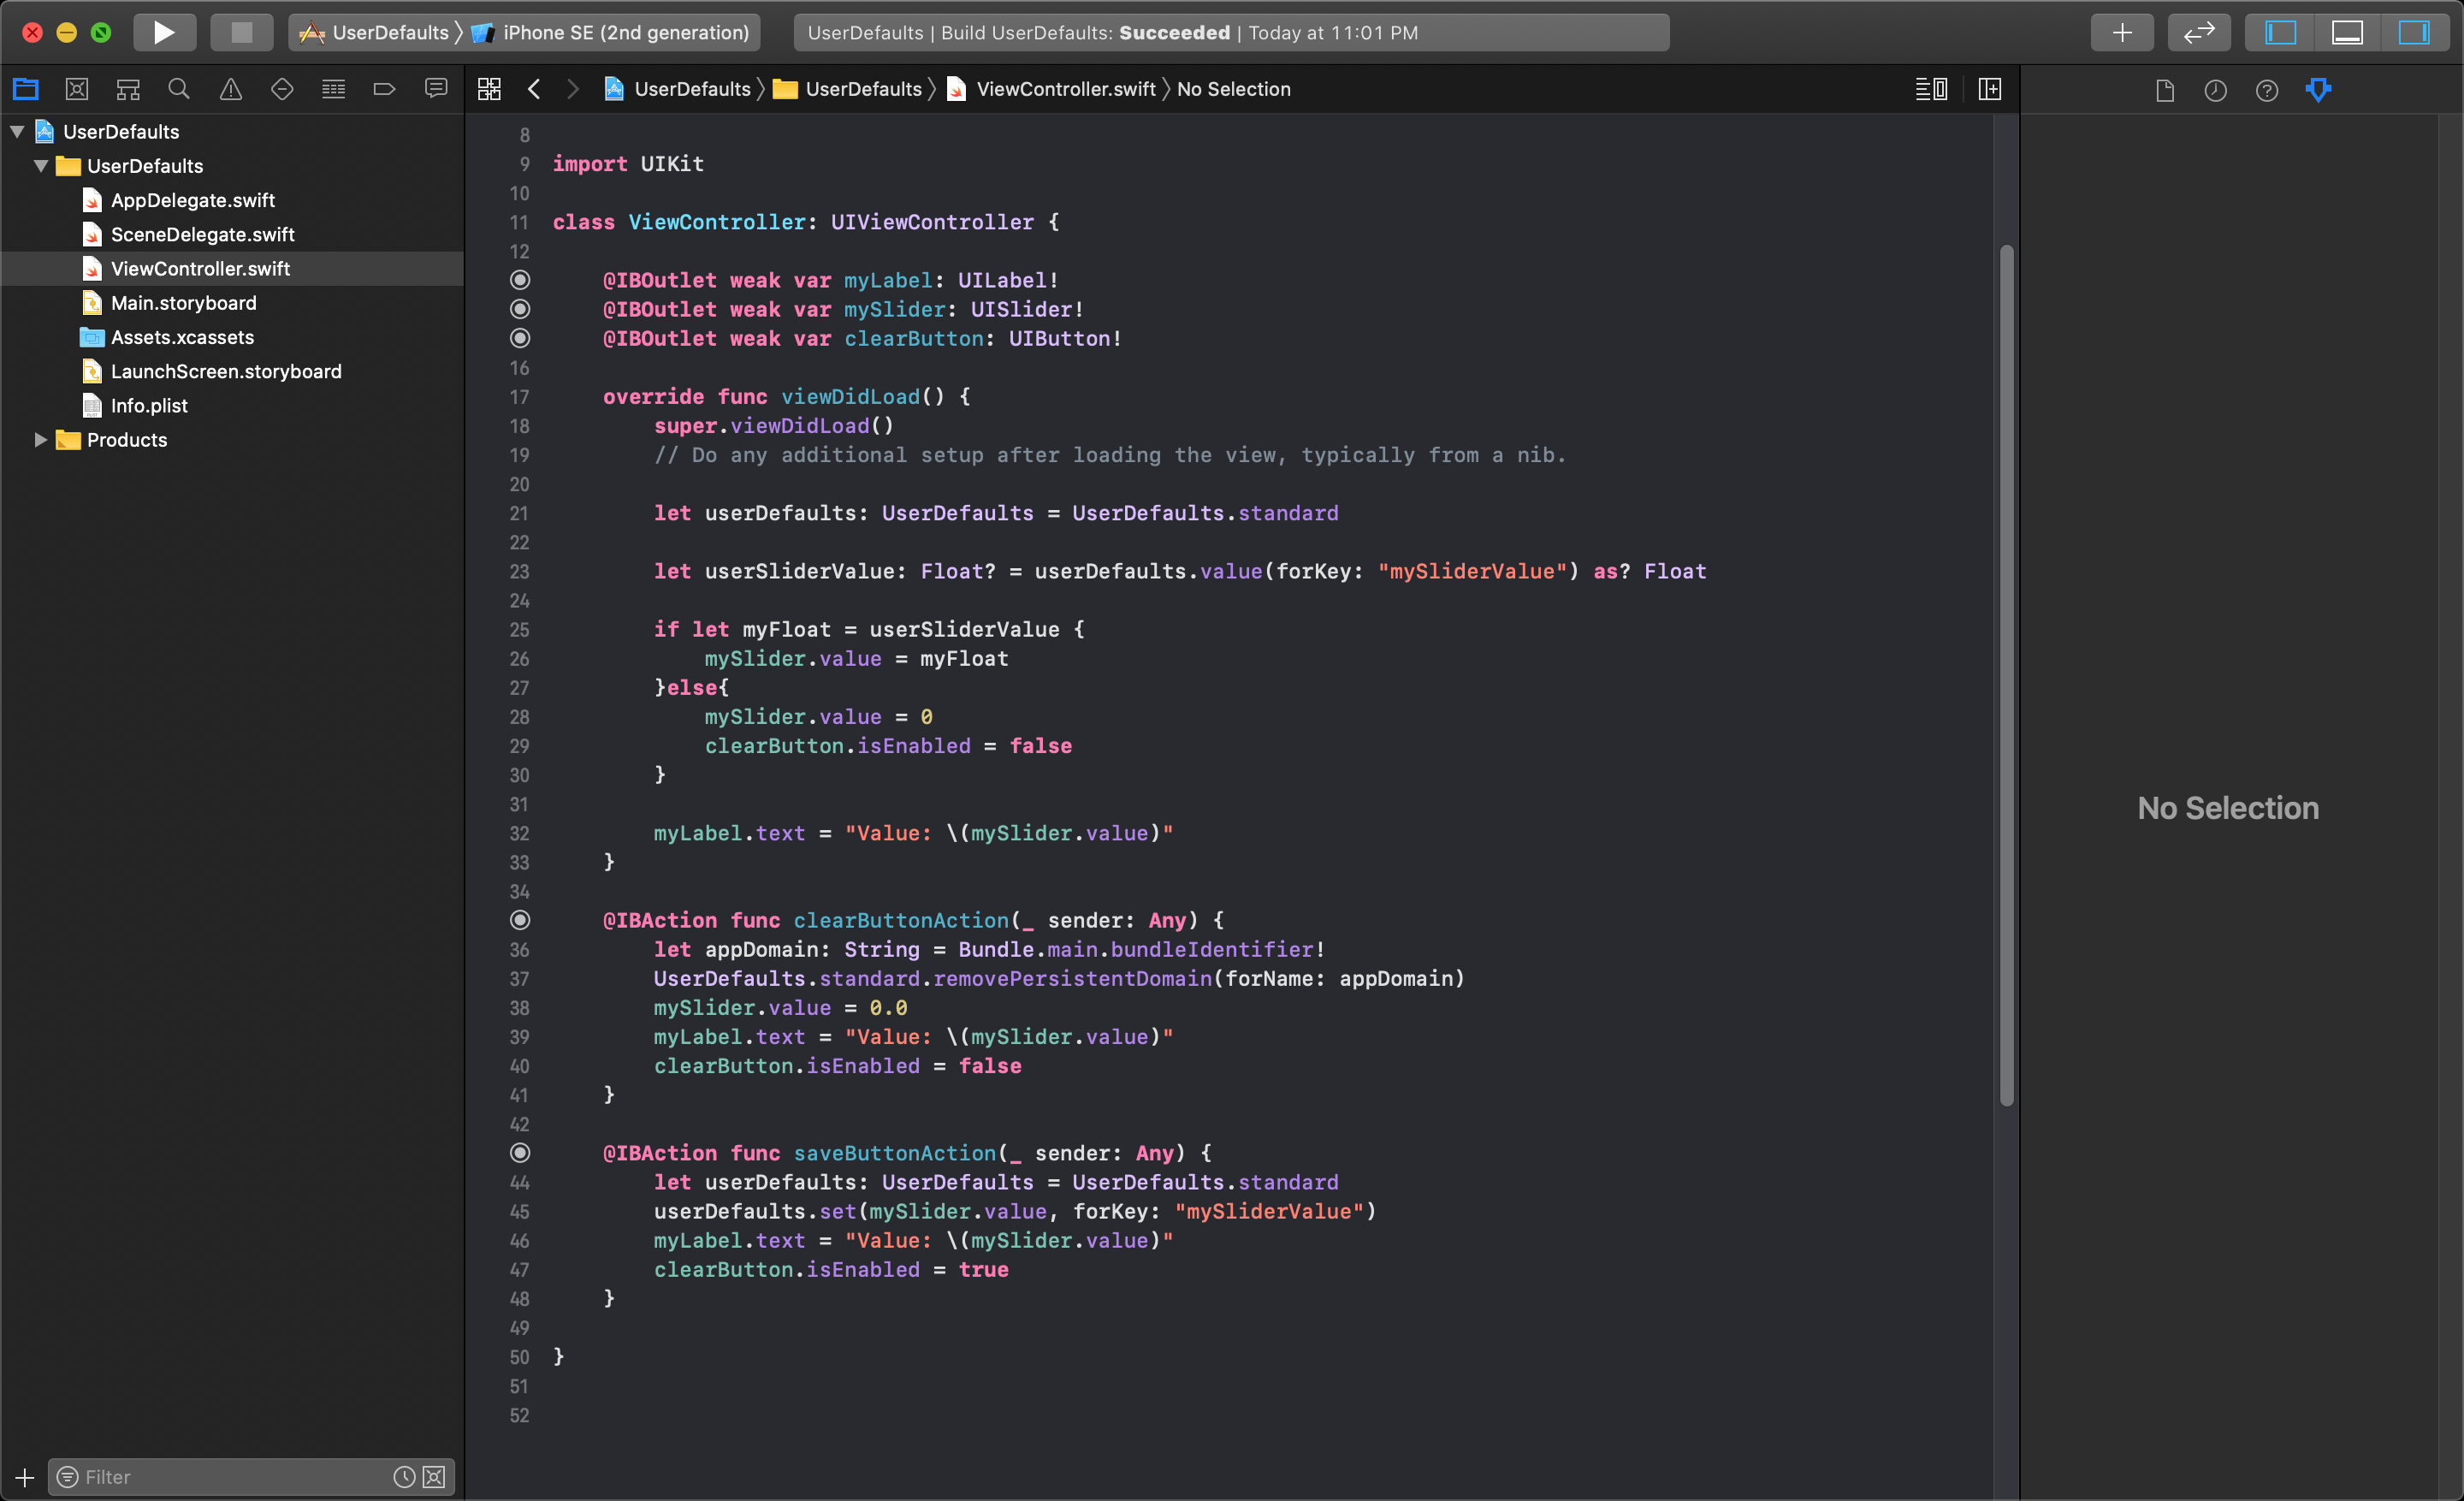 UserDefaults 〉 iPhone SE (2nd generation)
UserDefaults | Build UserDefaults: Succeeded | Today at 11:01 PM
UserDefaults 〉 UserDefaults 〉 ViewController.swift 〉 No Selection
UserDefaults
UserDefaults
AppDelegate.swift
SceneDelegate.swift
ViewController.swift
Main.storyboard
Assets.xcassets
LaunchScreen.storyboard
Info.plist
Products
Filter
8
9 import UIKit
10
11 class ViewController: UIViewController {
12
@IBOutlet weak var myLabel: UILabel!
@IBOutlet weak var mySlider: UISlider!
@IBOutlet weak var clearButton: UIButton!
16
17 override func viewDidLoad() {
18 super.viewDidLoad()
19 // Do any additional setup after loading the view, typically from a nib.
20
21 let userDefaults: UserDefaults = UserDefaults.standard
22
23 let userSliderValue: Float? = userDefaults.value(forKey: "mySliderValue") as? Float
24
25 if let myFloat = userSliderValue {
26 mySlider.value = myFloat
27 }else{
28 mySlider.value = 0
29 clearButton.isEnabled = false
30 }
31
32 myLabel.text = "Value: \(mySlider.value)"
33 }
34
@IBAction func clearButtonAction(_ sender: Any) {
36 let appDomain: String = Bundle.main.bundleIdentifier!
37 UserDefaults.standard.removePersistentDomain(forName: appDomain)
38 mySlider.value = 0.0
39 myLabel.text = "Value: \(mySlider.value)"
40 clearButton.isEnabled = false
41 }
42
@IBAction func saveButtonAction(_ sender: Any) {
44 let userDefaults: UserDefaults = UserDefaults.standard
45 userDefaults.set(mySlider.value, forKey: "mySliderValue")
46 myLabel.text = "Value: \(mySlider.value)"
47 clearButton.isEnabled = true
48 }
49
50 }
51
52
No Selection